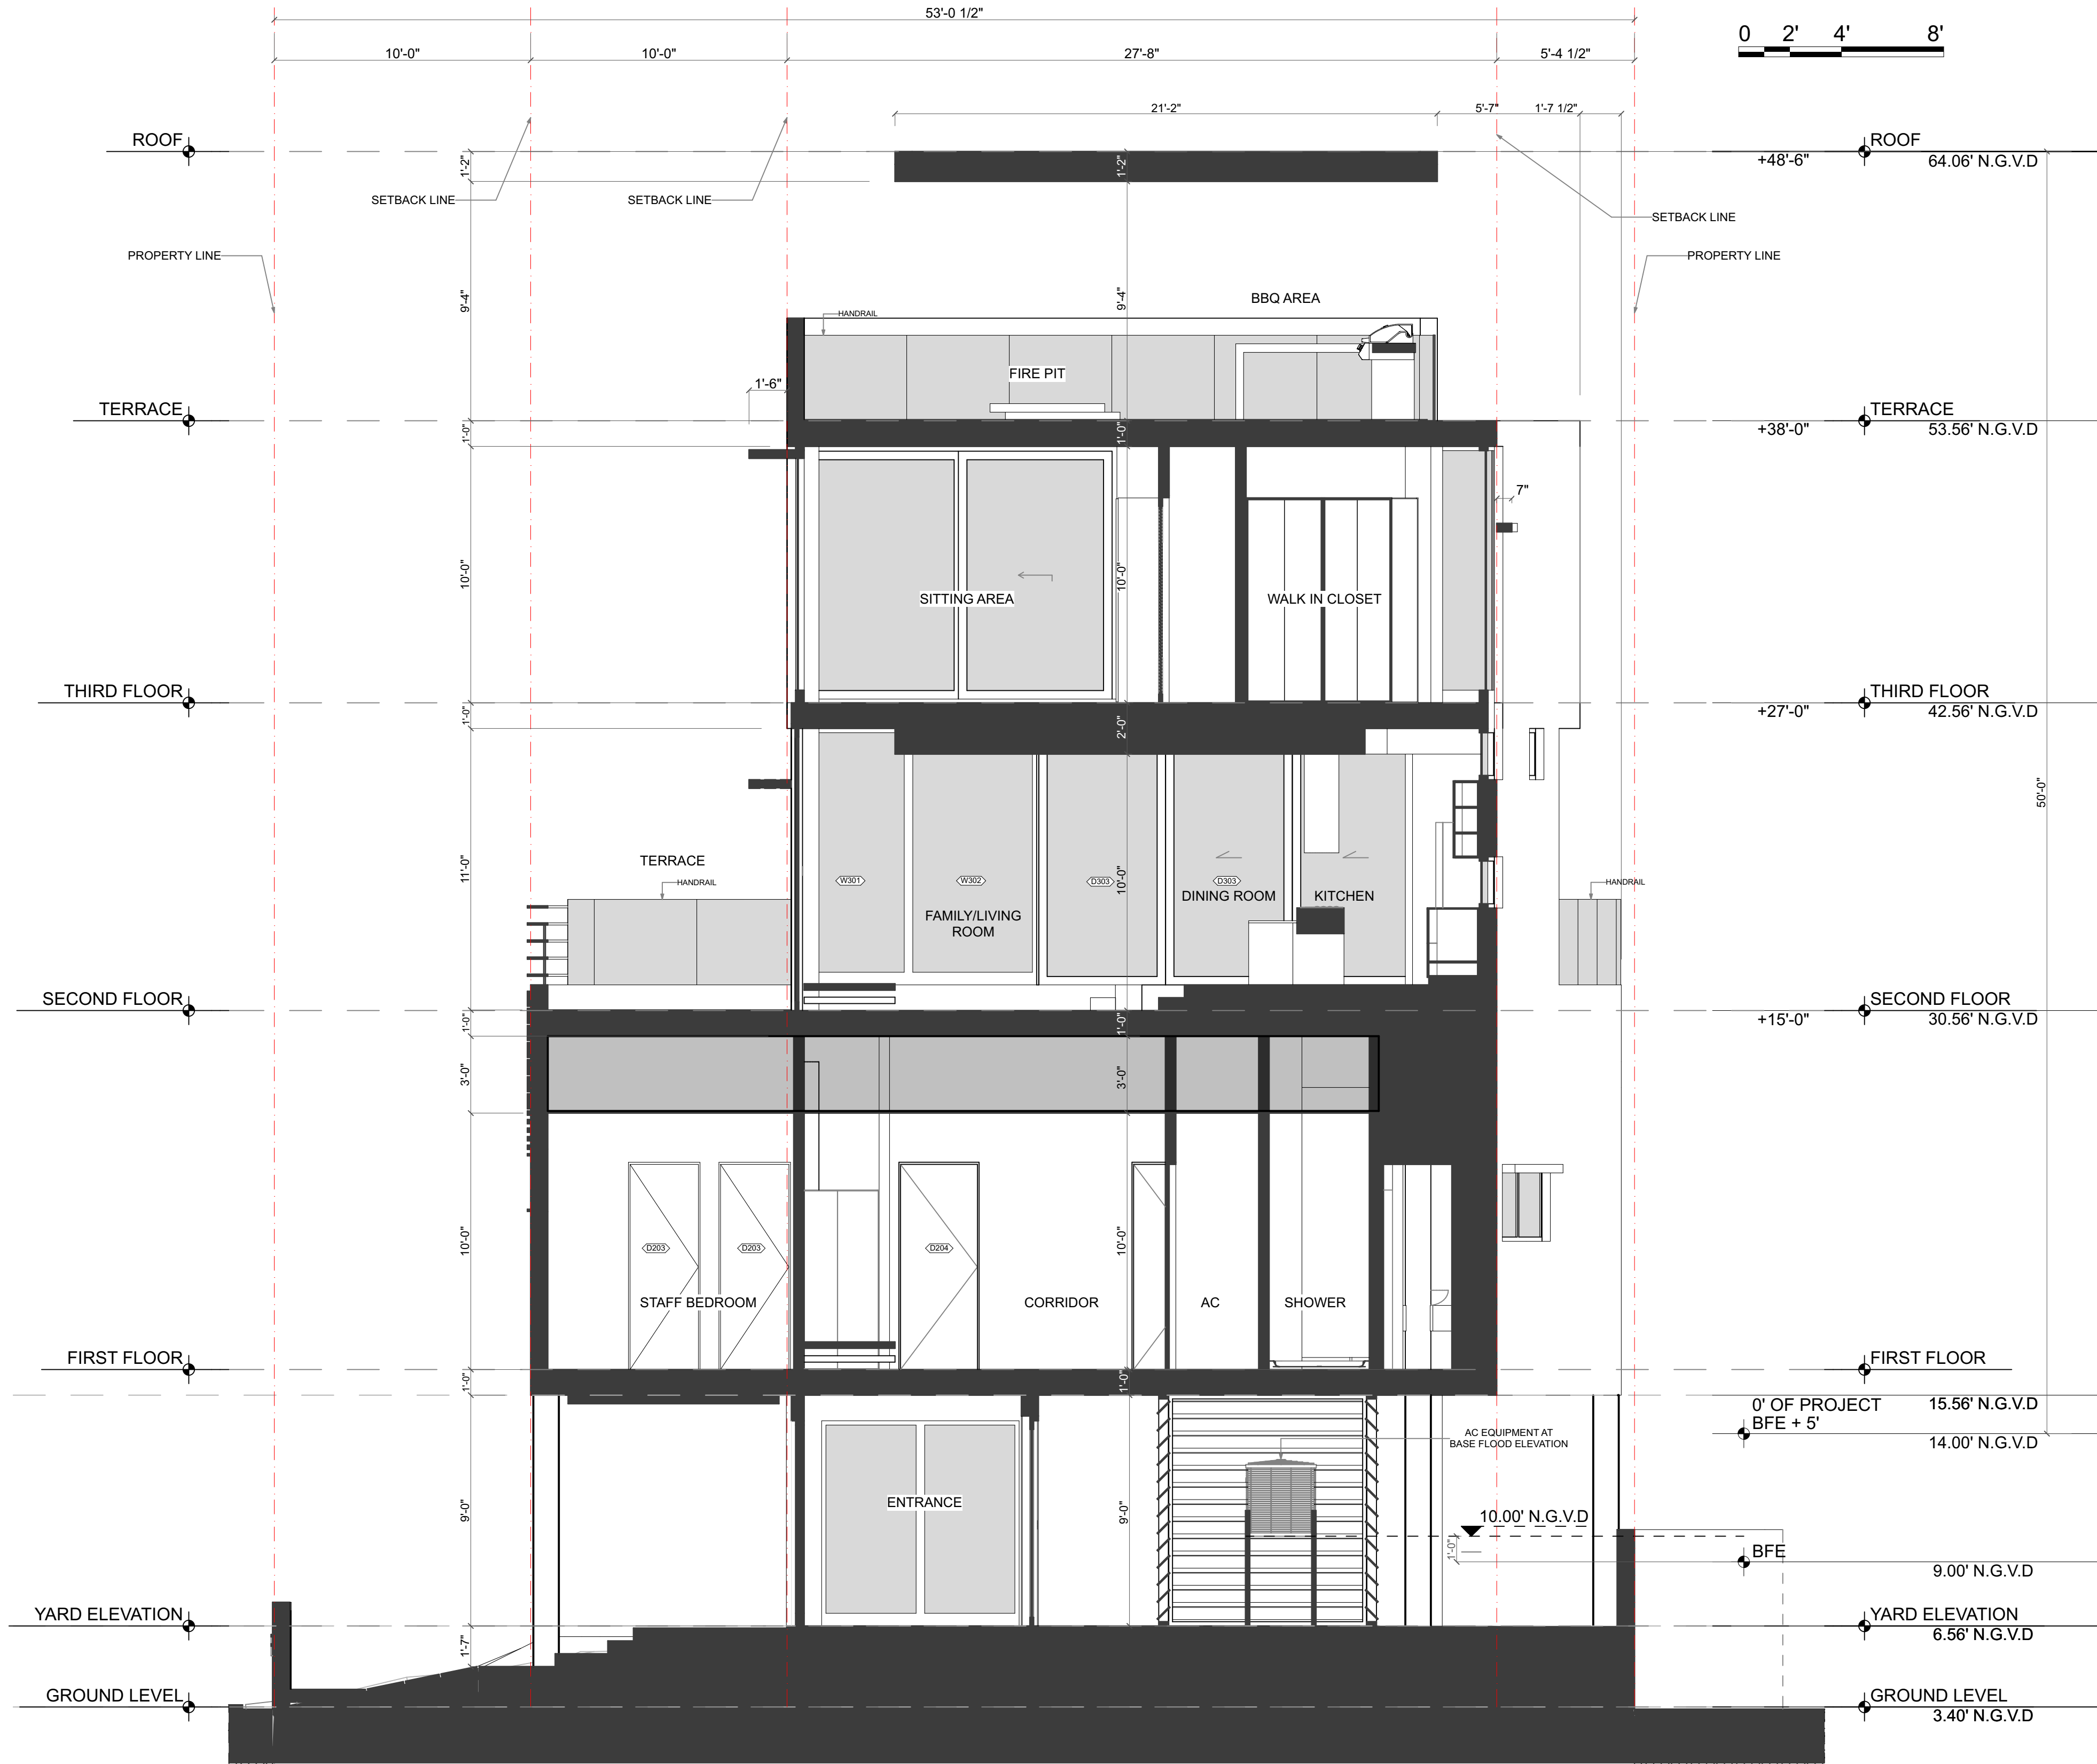 53'-0 1/2"
0 2' 4' 8'
10'-0" 10'-0" 27'-8" 5'-4 1/2"
21'-2" 5'-7" 1'-7 1/2"
ROOF
ROOF
+48'-6" 64.06' N.G.V.D
1'-2" 1'-2"
SETBACK LINE SETBACK LINE
SETBACK LINE
PROPERTY LINE PROPERTY LINE
9'-4" 9'-4"
BBQ AREA
HANDRAIL
FIRE PIT
1'-6"
TERRACE
TERRACE
+38'-0" 53.56' N.G.V.D
1'-0" 1'-0"
7"
10'-0" 10'-0"
SITTING AREA WALK IN CLOSET
THIRD FLOOR
THIRD FLOOR
+27'-0" 42.56' N.G.V.D
1'-0" 2'-0"
50'-0"
TERRACE
11'-0" 10'-0"
HANDRAIL
W301 W302 D303 D303
HANDRAIL
DINING ROOM KITCHEN
FAMILY/LIVING
ROOM
SECOND FLOOR
SECOND FLOOR
+15'-0" 30.56' N.G.V.D
1'-0" 1'-0"
3'-0" 3'-0"
10'-0" 10'-0"
D203 D203 D204
STAFF BEDROOM CORRIDOR AC SHOWER
FIRST FLOOR
FIRST FLOOR
1'-0" 1'-0"
0' OF PROJECT 15.56' N.G.V.D
BFE + 5'
14.00' N.G.V.D
AC EQUIPMENT AT
BASE FLOOD ELEVATION
ENTRANCE
9'-0" 9'-0"
10.00' N.G.V.D
1'-0"
BFE
9.00' N.G.V.D
YARD ELEVATION
YARD ELEVATION
6.56' N.G.V.D
1'-7"
GROUND LEVEL
GROUND LEVEL
3.40' N.G.V.D